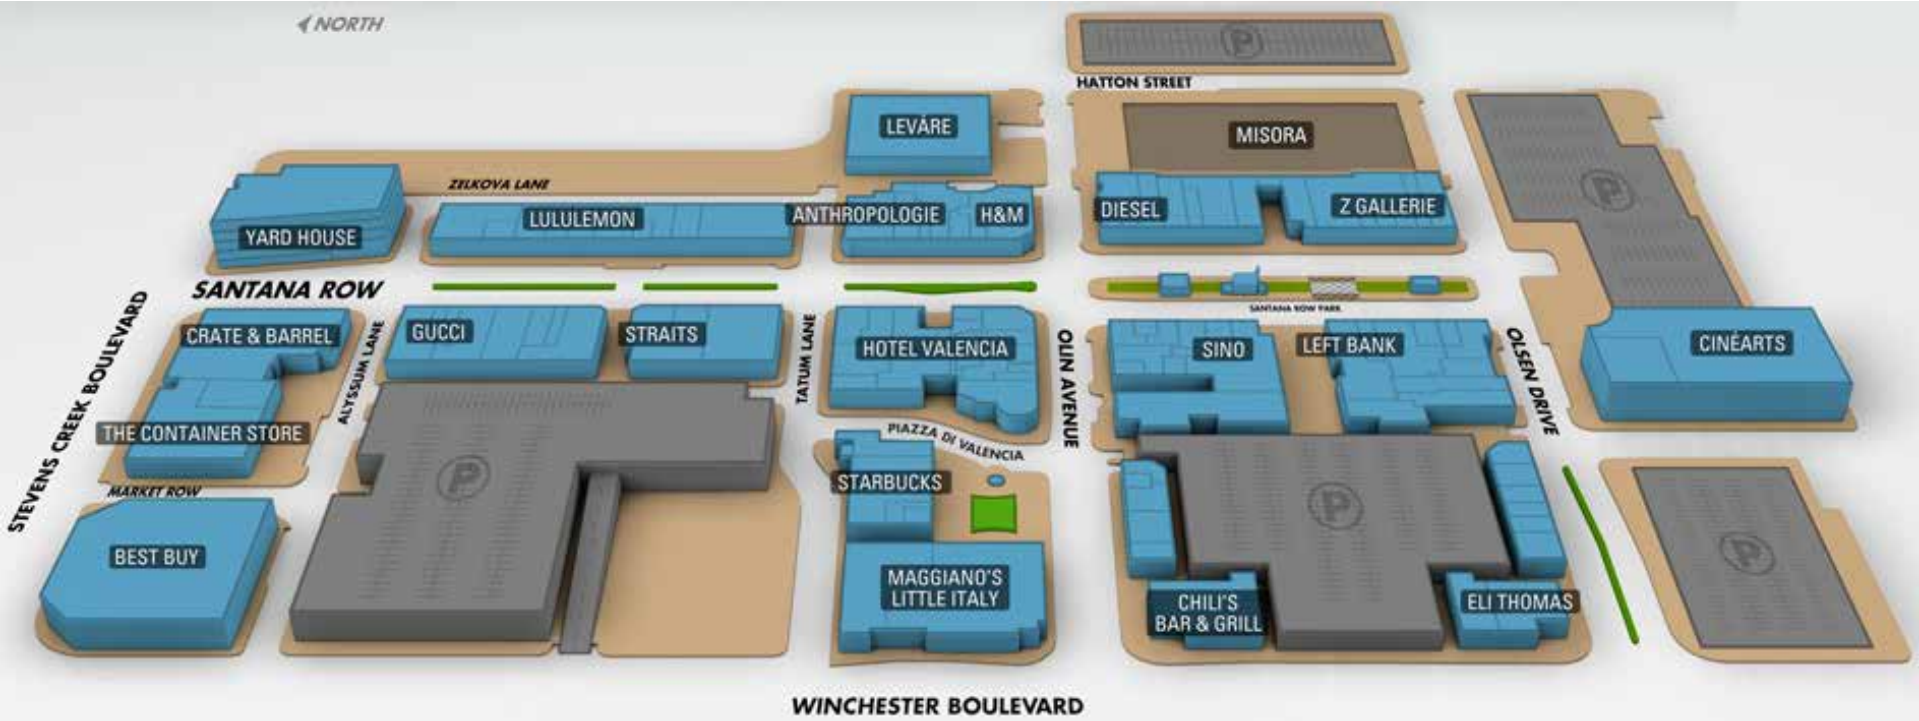 NORTH
P
HATTON STREET
LEVÁRE
MISORA
P
ZELKOVA LANE
YARD HOUSE
LULULEMON
ANTHROPOLOGIE
H&M
DIESEL
Z GALLERIE
SANTANA ROW
SANTANA ROW PARK
STEVENS CREEK BOULEVARD
CRATE & BARREL
ALYSSUM LANE
GUCCI
STRAITS
TATUM LANE
HOTEL VALENCIA
OLIN AVENUE
SINO
LEFT BANK
OLSEN DRIVE
CINÉARTS
THE CONTAINER STORE
PIAZZA DI VALENCIA
MARKET ROW
P
STARBUCKS
P
P
BEST BUY
MAGGIANO'S
LITTLE ITALY
CHILI'S
BAR & GRILL
ELI THOMAS
WINCHESTER BOULEVARD